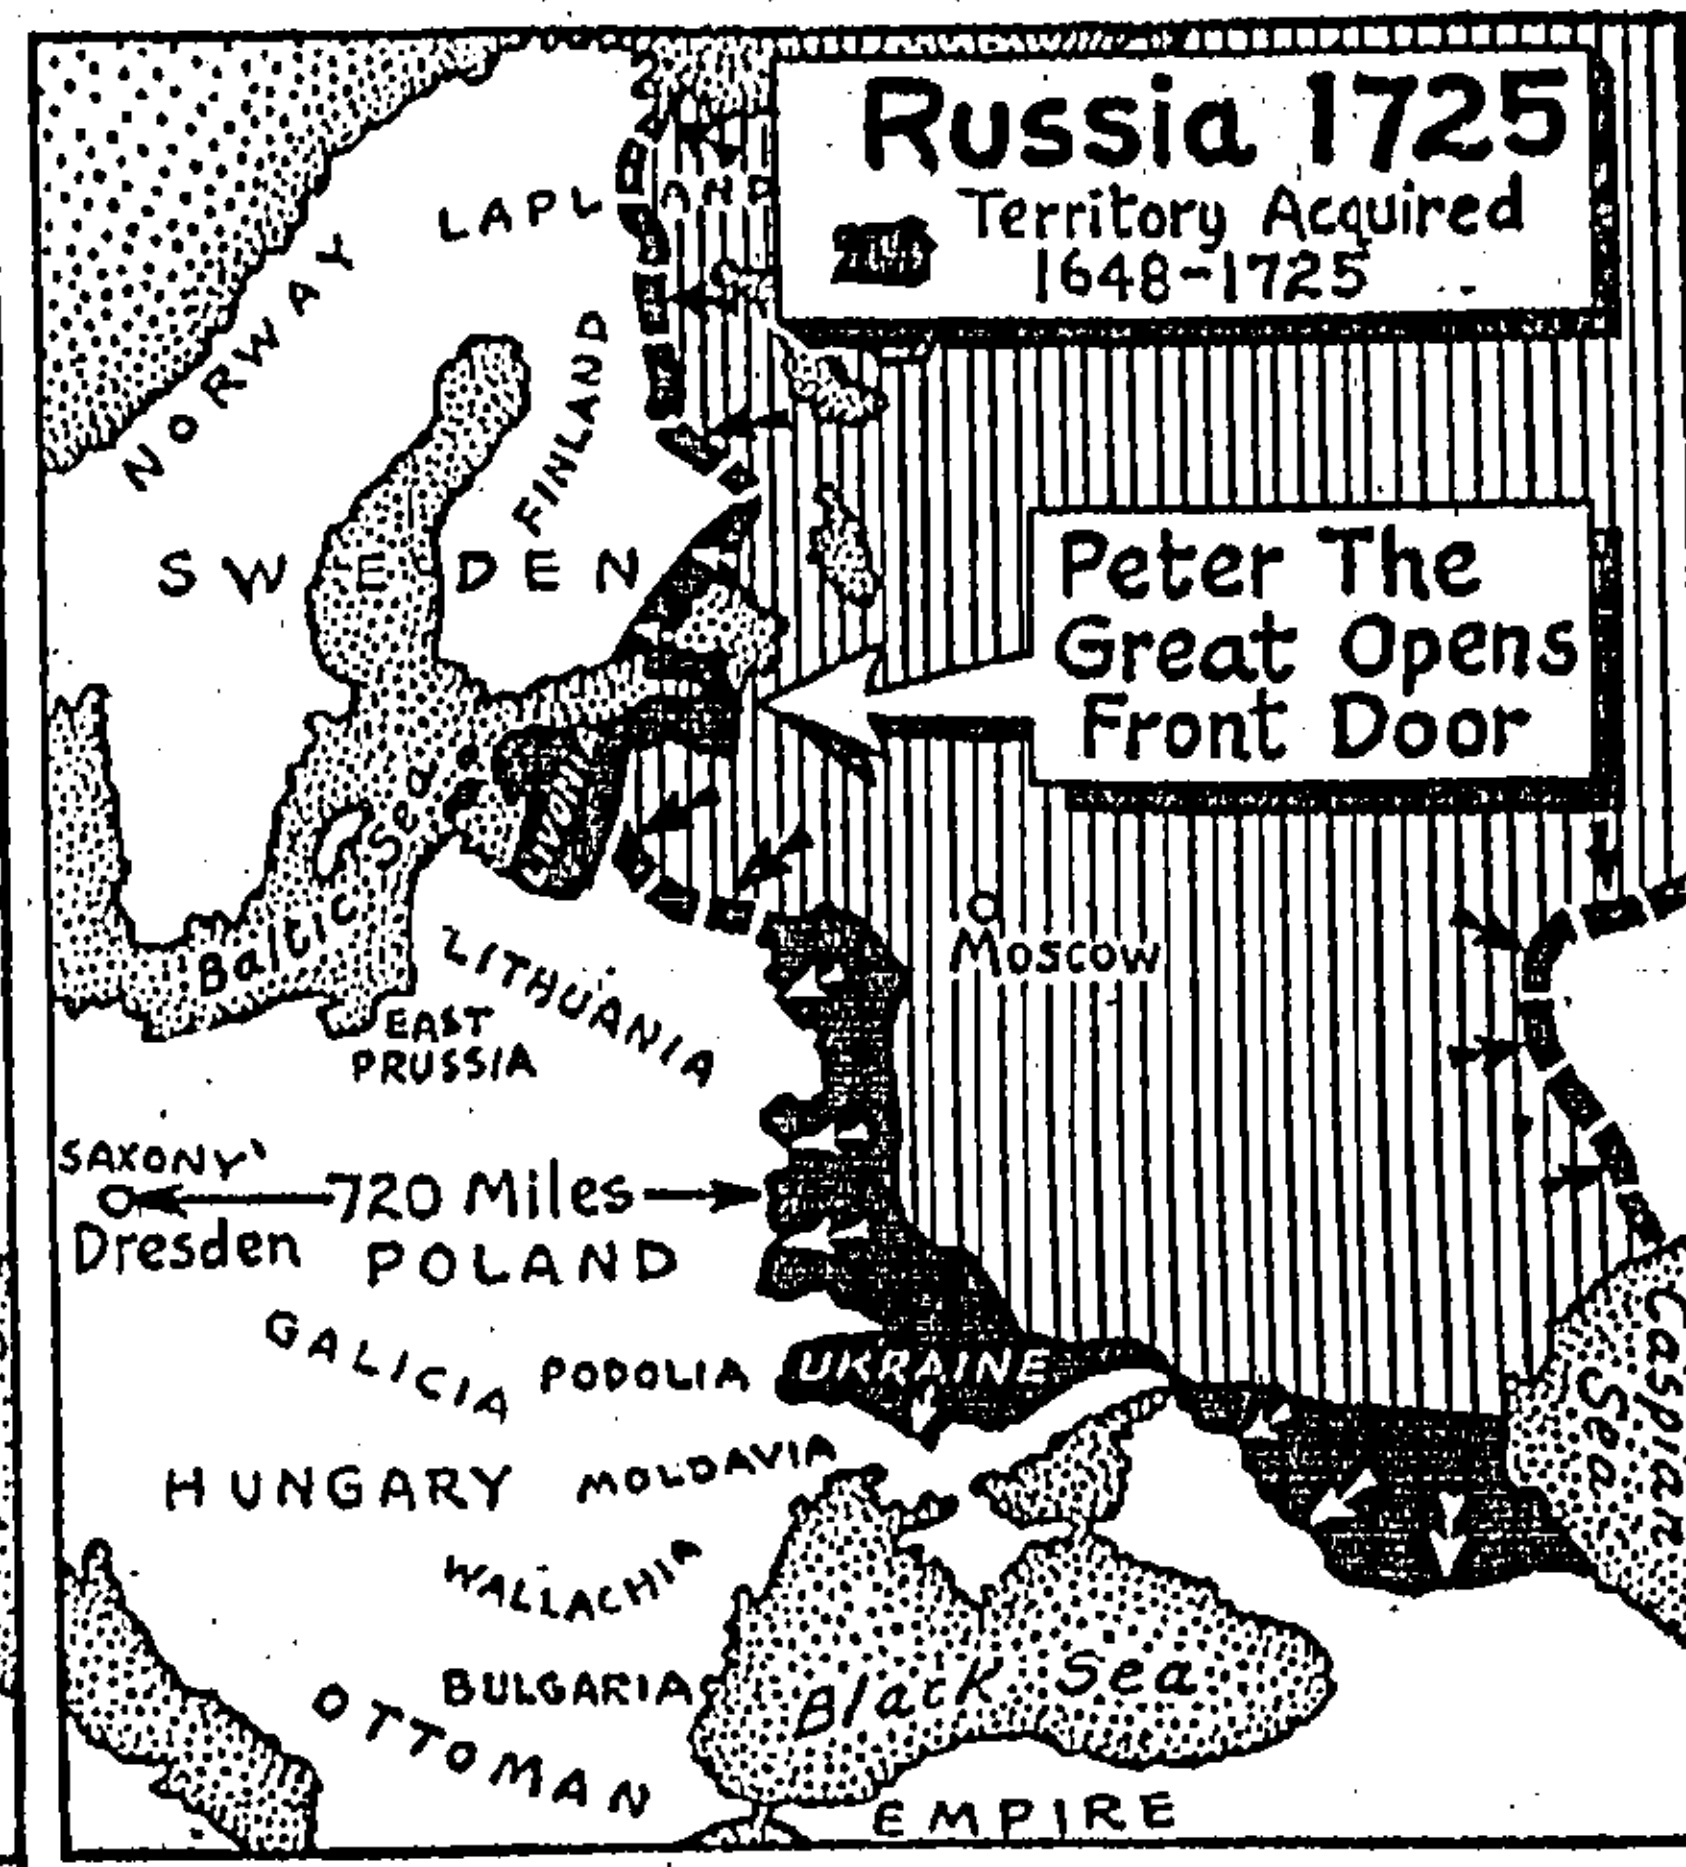 Russia 1725
Territory Acquired
1648-1725
LAPLAND
NORWAY
FINLAND
SWEDEN
Peter The
Great Opens
Front Door
Baltic Sea
LIVONIA
Moscow
LITHUANIA
EAST
PRUSSIA
SAXONY
720 Miles
Dresden
POLAND
GALICIA
PODOLIA
UKRAINE
Caspian
Sea
HUNGARY
MOLDAVIA
WALLACHIA
BULGARIA
Black Sea
OTTOMAN
EMPIRE